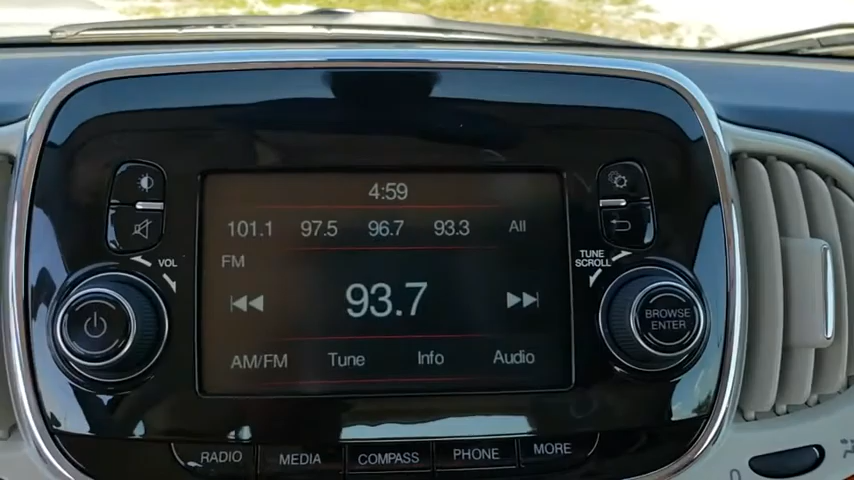 4:59
101.1 97.5 96.7 93.3 All
VOL
TUNE
SCROLL
FM
93.7
BROWSE
ENTER
AM/FM Tune Info Audio
RADIO MEDIA COMPASS PHONE MORE